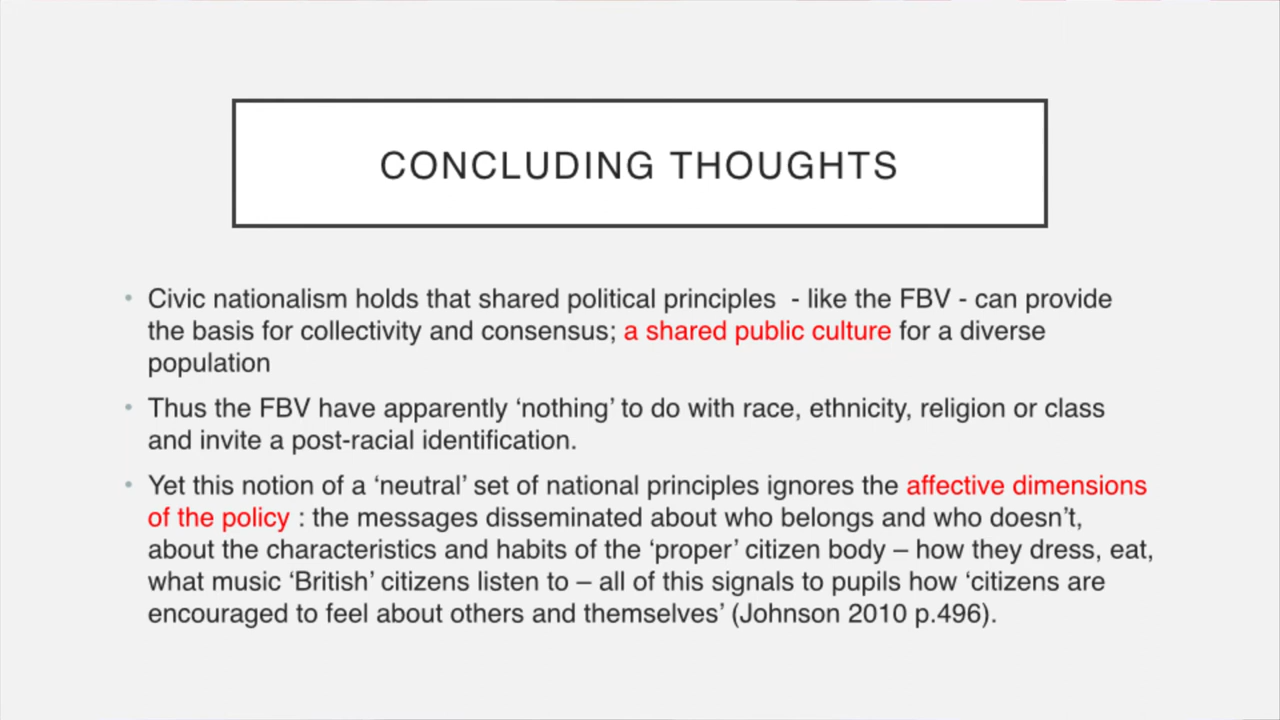 CONCLUDING THOUGHTS
• Civic nationalism holds that shared political principles  - like the FBV - can provide
the basis for collectivity and consensus; a shared public culture for a diverse
population
• Thus the FBV have apparently ‘nothing’ to do with race, ethnicity, religion or class
and invite a post-racial identification.
• Yet this notion of a ‘neutral’ set of national principles ignores the affective dimensions
of the policy : the messages disseminated about who belongs and who doesn’t,
about the characteristics and habits of the ‘proper’ citizen body – how they dress, eat,
what music ‘British’ citizens listen to – all of this signals to pupils how ‘citizens are
encouraged to feel about others and themselves’ (Johnson 2010 p.496).